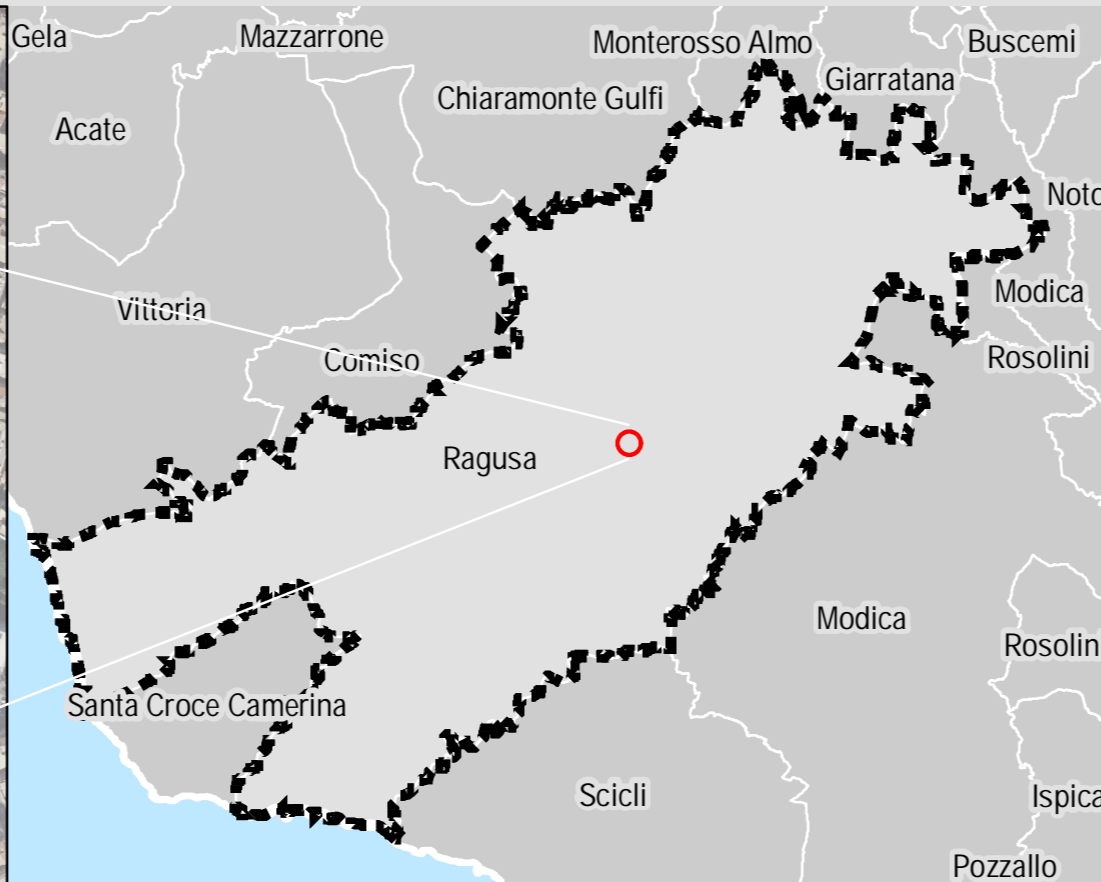 Gela
Mazzarrone
Monterosso Almo
Buscemi
Giarratana
Chiaramonte Gulfi
Acate
Noto
Modica
Vittoria
Rosolini
Comiso
Ragusa
Modica
Rosolin
Santa Croce Camerina
Scicli
Ispica
Pozzallo